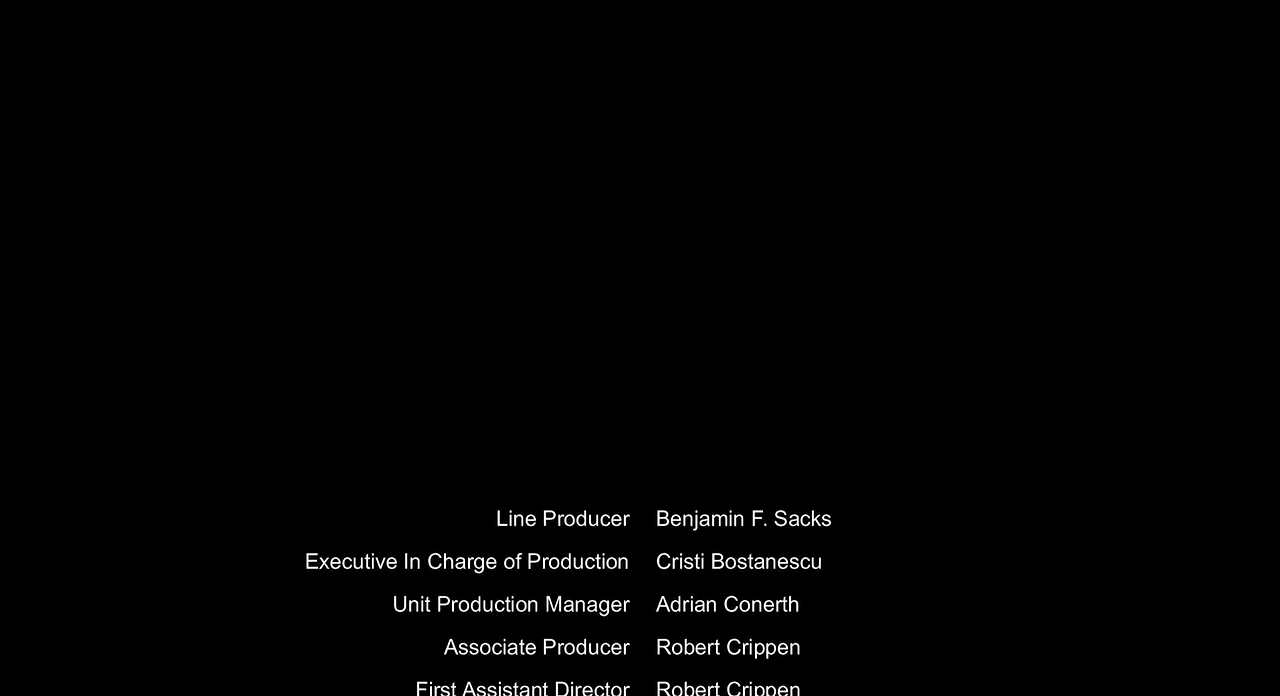 Line Producer Benjamin F. Sacks
Executive In Charge of Production Cristi Bostanescu
Unit Production Manager Adrian Conerth
Associate Producer Robert Crippen
First Assistant Director Robert Crippen